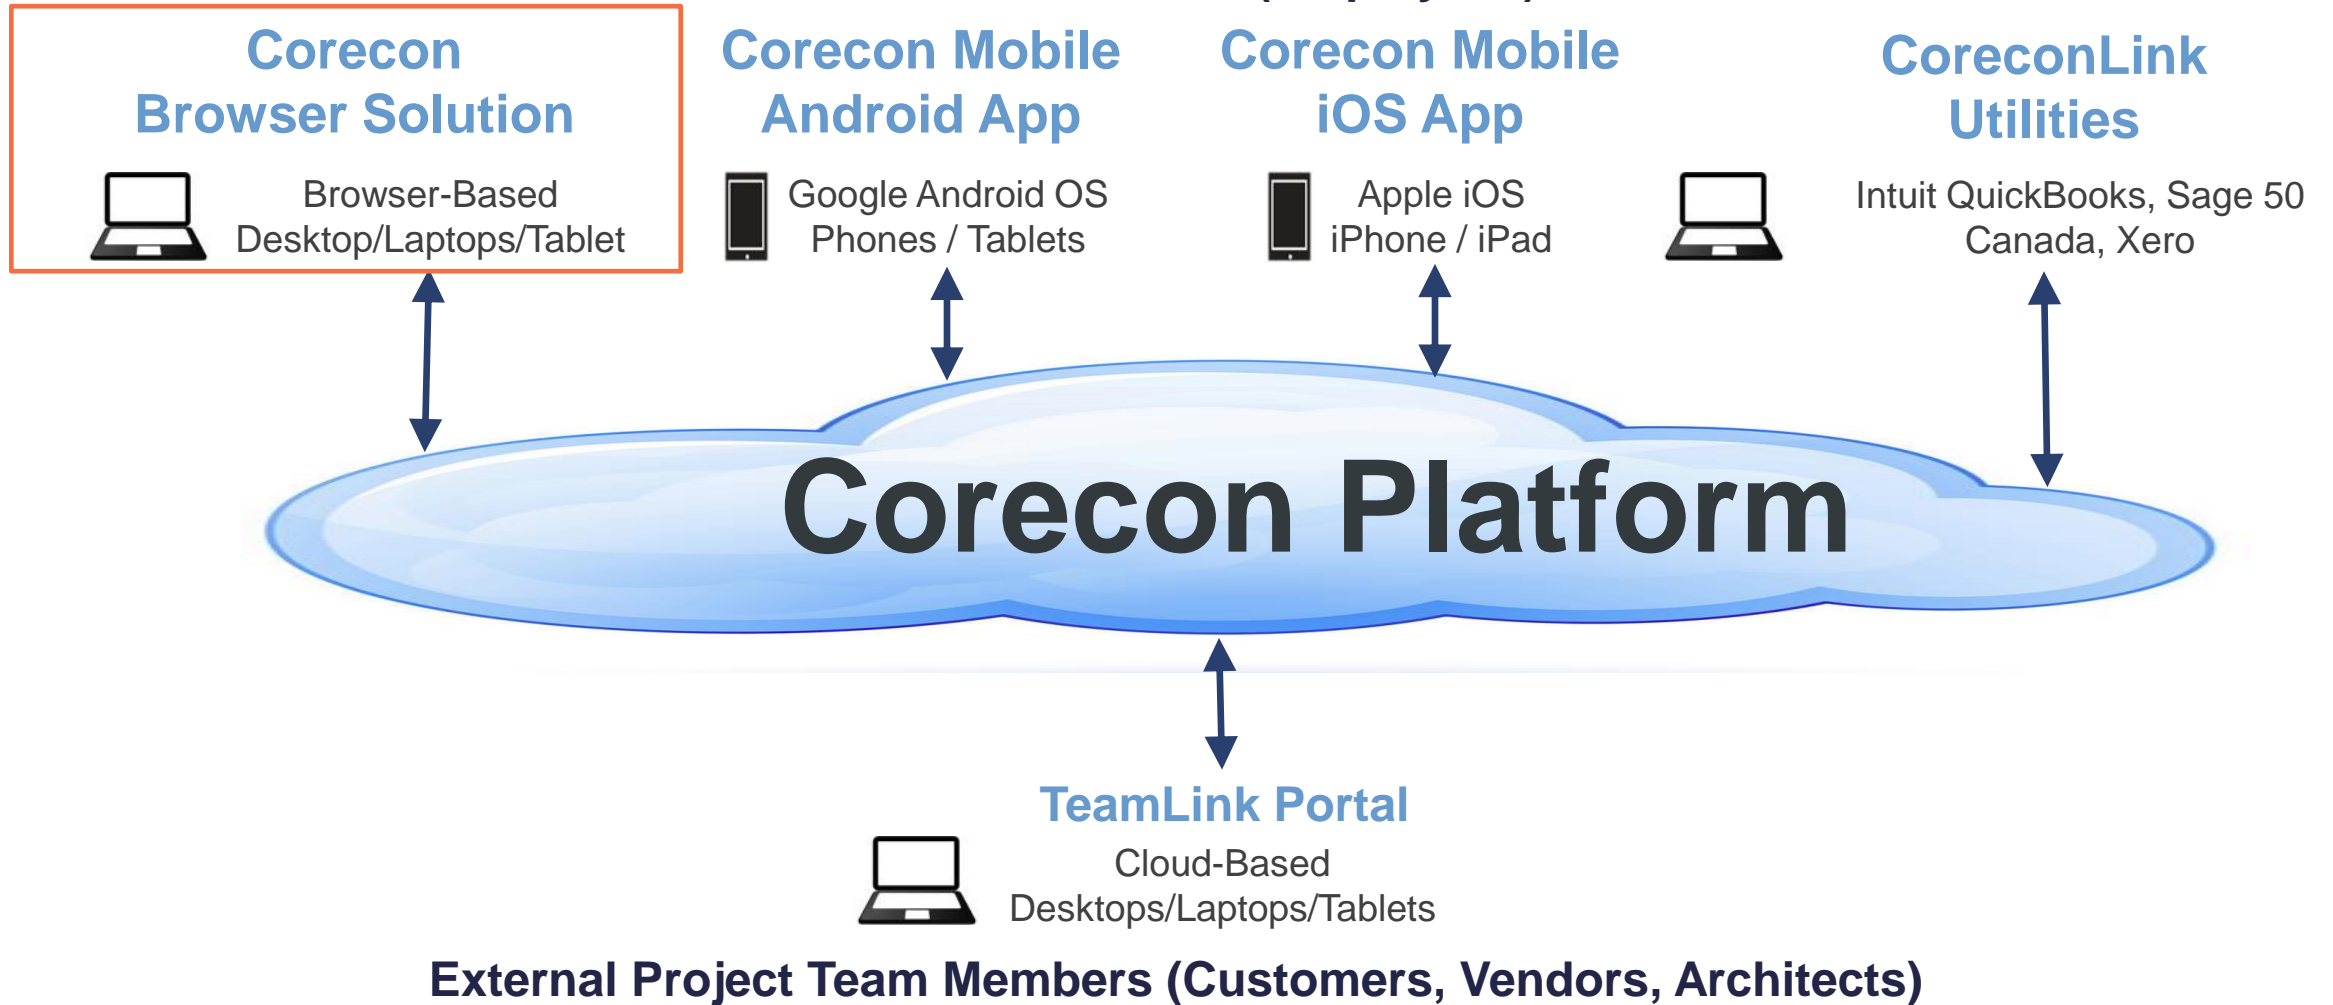 Corecon
Browser Solution
Browser-Based
Desktop/Laptops/Tablet
Corecon Mobile
Android App
Google Android OS
Phones / Tablets
Corecon Mobile
iOS App
Apple iOS
iPhone / iPad
CoreconLink
Utilities
Intuit QuickBooks, Sage 50
Canada, Xero
Corecon Platform
TeamLink Portal
Cloud-Based
Desktops/Laptops/Tablets
External Project Team Members (Customers, Vendors, Architects)